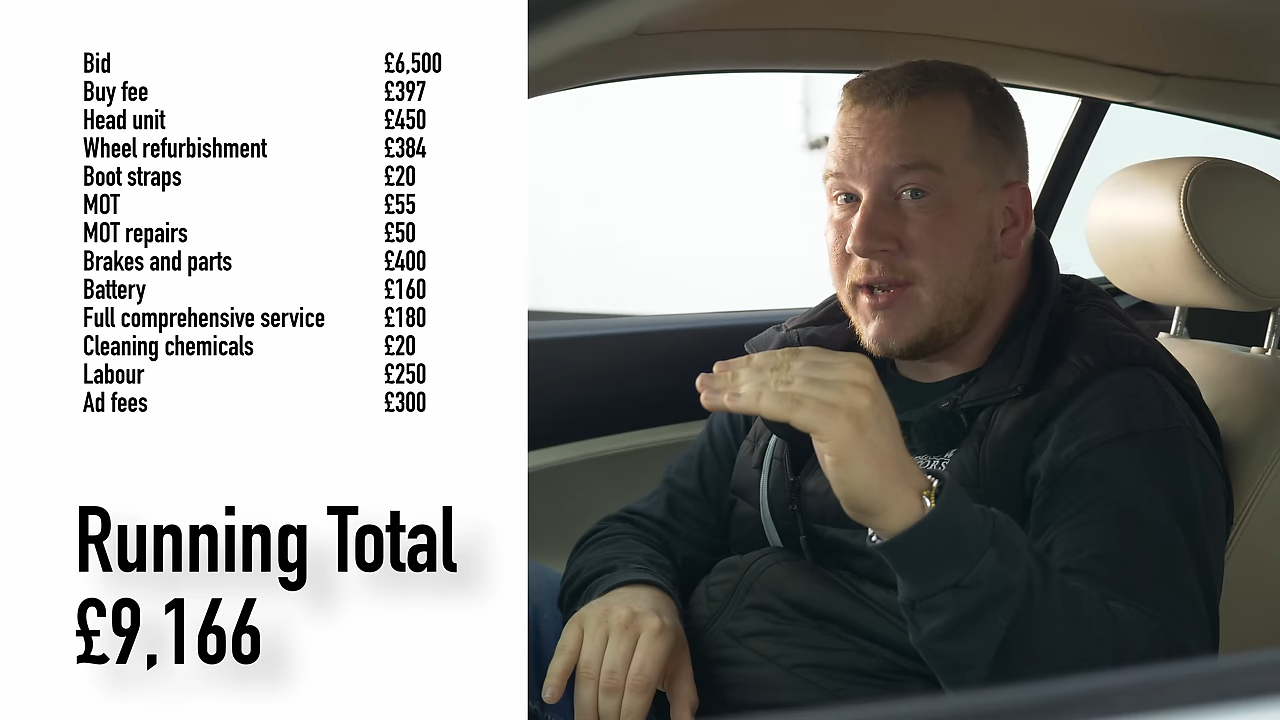 Bid £6,500
Buy fee £397
Head unit £450
Wheel refurbishment £384
Boot straps £20
MOT £55
MOT repairs £50
Brakes and parts £400
Battery £160
Full comprehensive service £180
Cleaning chemicals £20
Labour £250
Ad fees £300
Running Total
£9,166